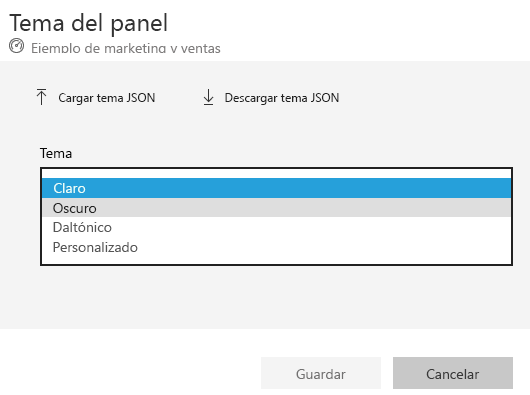 Tema del panel
Ejemplo de marketing y ventas
Cargar tema JSON
Descargar tema JSON
Tema
Claro
Oscuro
Daltónico
Personalizado
Guardar
Cancelar